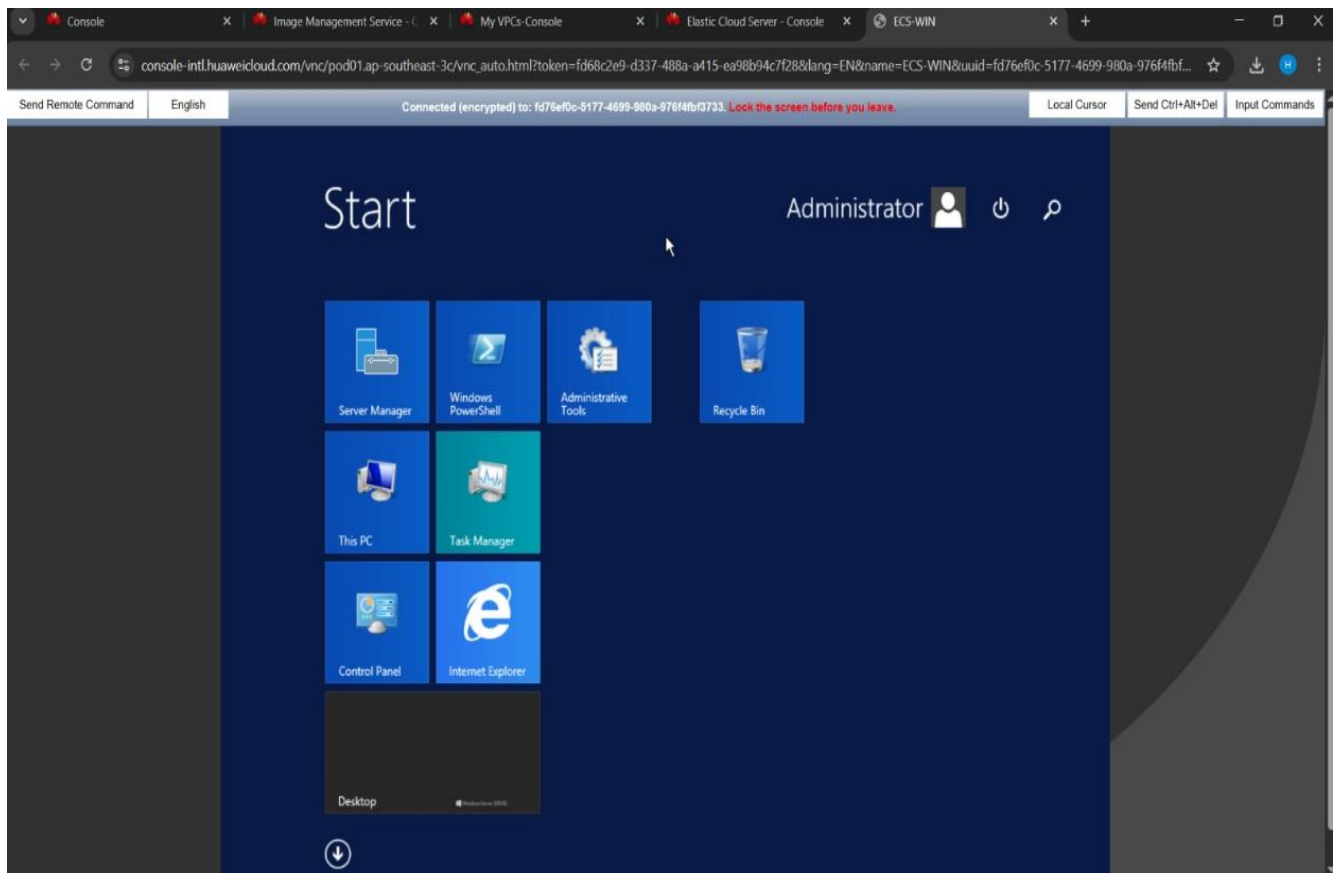 Console
Image Management Service - C
My VPCs-Console
Elastic Cloud Server - Console
ECS-WIN
console-intl.huaweicloud.com/vnc/pod01.ap-southeast-3c/vnc_auto.html?token=fd68c2e9-d337-488a-a415-ea98b94c7f28&lang=EN&name=ECS-WIN&uuid=fd76ef0c-5177-4699-980a-976f4fbf...
H
Send Remote Command
English
Connected (encrypted) to: fd76ef0c-5177-4699-980a-976f4fbf3733. Lock the screen before you leave.
Local Cursor
Send Ctrl+Alt+Del
Input Commands
Start
Administrator
Server Manager
Windows
PowerShell
Administrative
Tools
Recycle Bin
This PC
Task Manager
Control Panel
Internet Explorer
Desktop